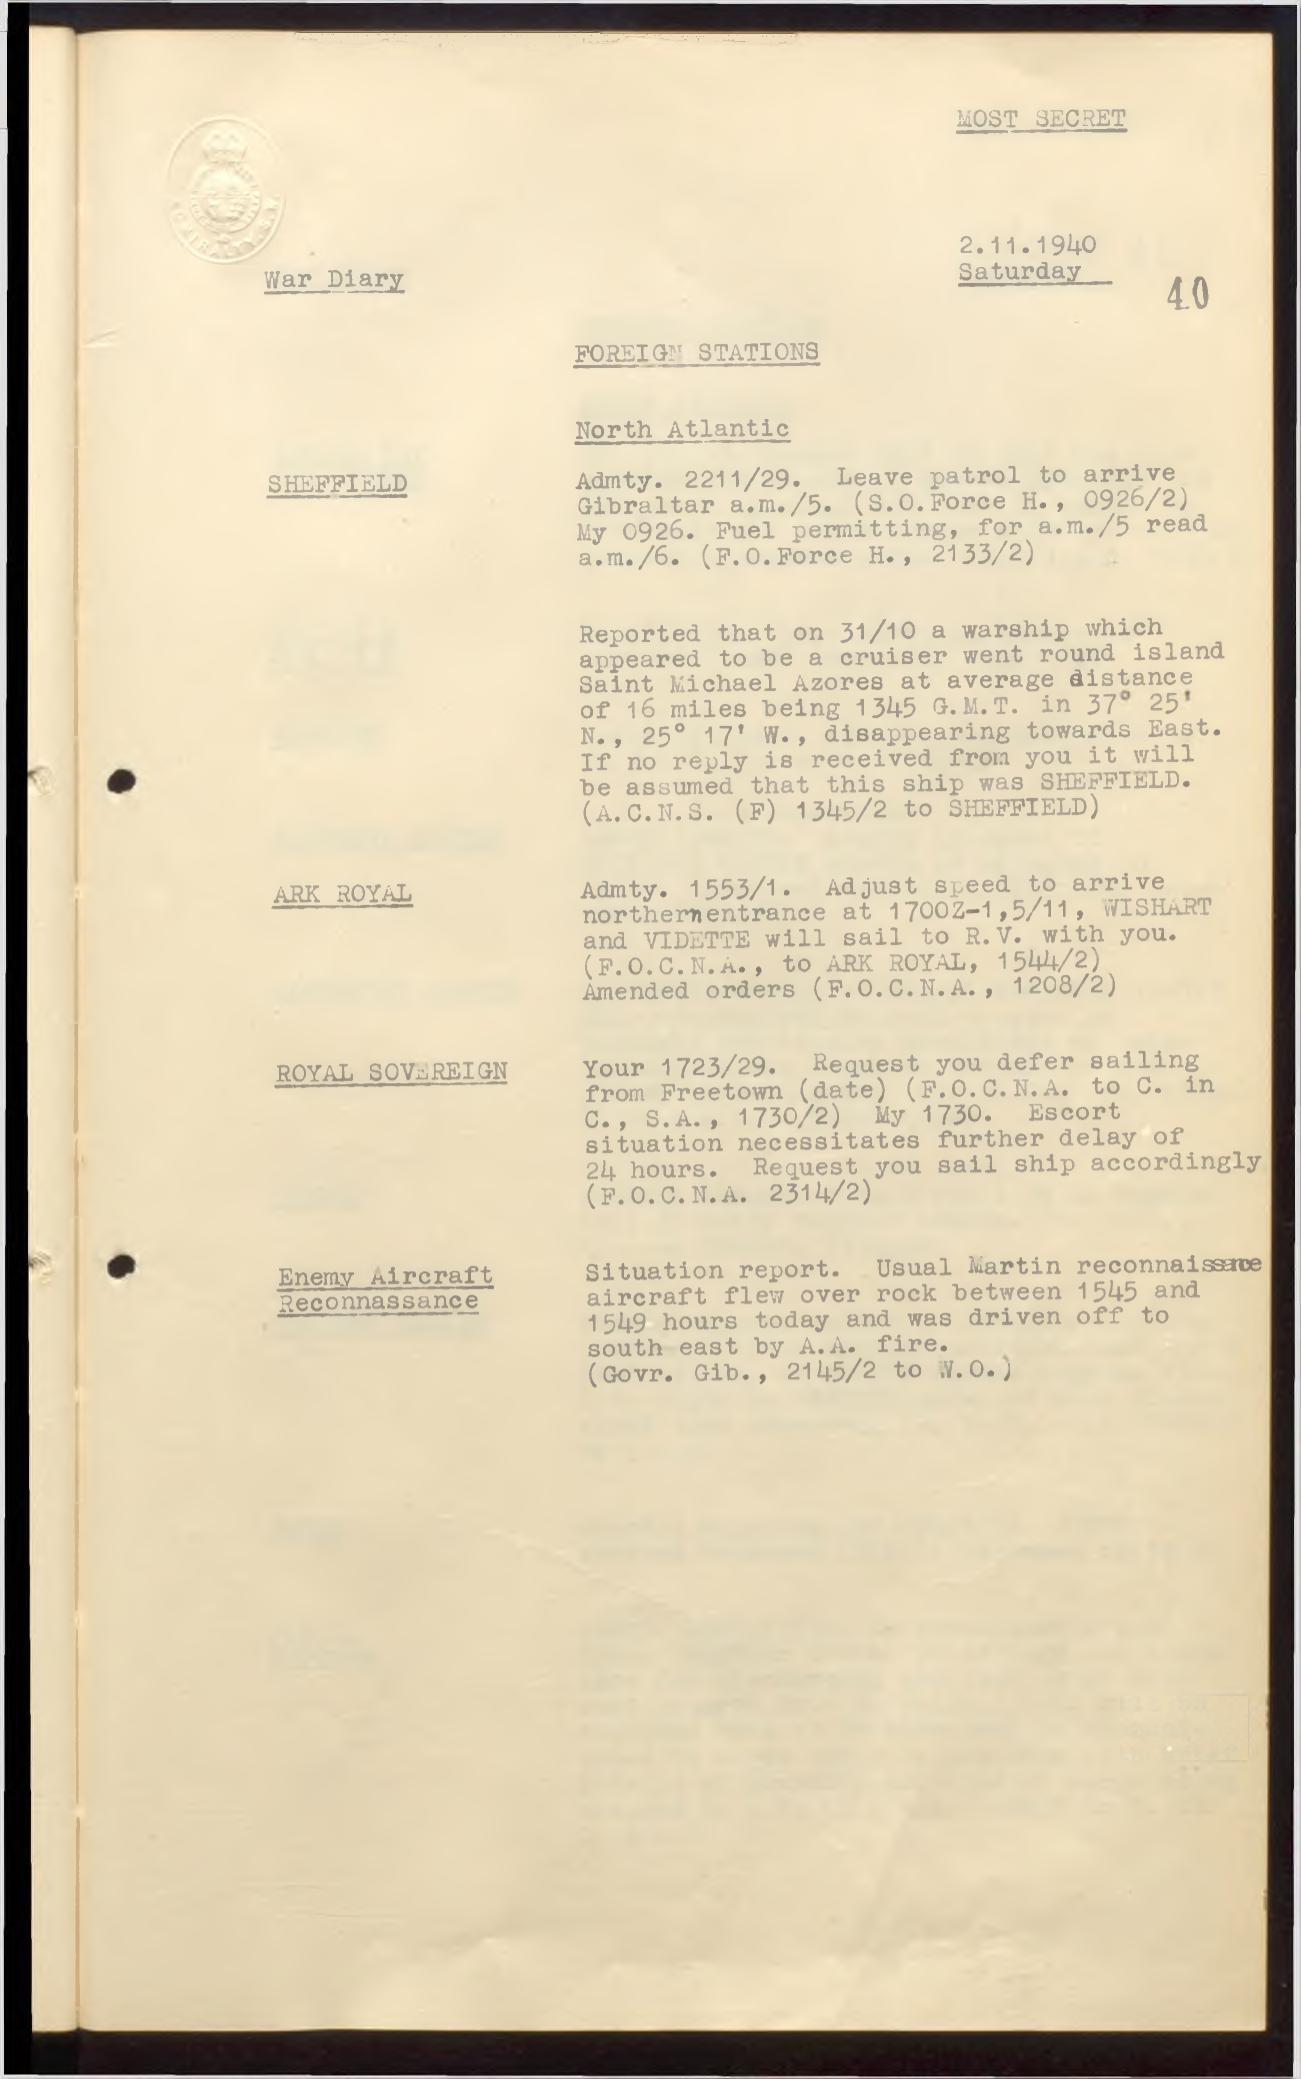 MOST SECRET
2.11.1940
Saturday
War Diary
40
FOREIGN STATIONS
North Atlantic
SHEFFIELD
Admty. 2211/29. Leave patrol to arrive
Gibraltar a.m./5. (S.O.Force H., 0926/2)
My 0926. Fuel permitting, for a.m./5 read
a.m./6. (F.O.Force H., 2133/2)
Reported that on 31/10 a warship which
appeared to be a cruiser went round island
Saint Michael Azores at average distance
of 16 miles being 1345 G.M.T. in 37° 25'
N., 25° 17' W., disappearing towards East.
If no reply is received from you it will
be assumed that this ship was SHEFFIELD.
(A.C.N.S. (F) 1345/2 to SHEFFIELD)
ARK ROYAL
Admty. 1553/1. Adjust speed to arrive
northern entrance at 1700Z-1,5/11, WISHART
and VIDETTE will sail to R.V. with you.
(F.O.C.N.A., to ARK ROYAL, 1544/2)
Amended orders (F.O.C.N.A., 1208/2)
ROYAL SOVEREIGN
Your 1723/29. Request you defer sailing
from Freetown (date) (F.O.C.N.A. to C. in
C., S.A., 1730/2) My 1730. Escort
situation necessitates further delay of
24 hours. Request you sail ship accordingly
(F.O.C.N.A. 2314/2)
Enemy Aircraft
Reconnassance
Situation report. Usual Martin reconnaissance
aircraft flew over rock between 1545 and
1549 hours today and was driven off to
south east by A.A. fire.
(Govr. Gib., 2145/2 to W.O.)